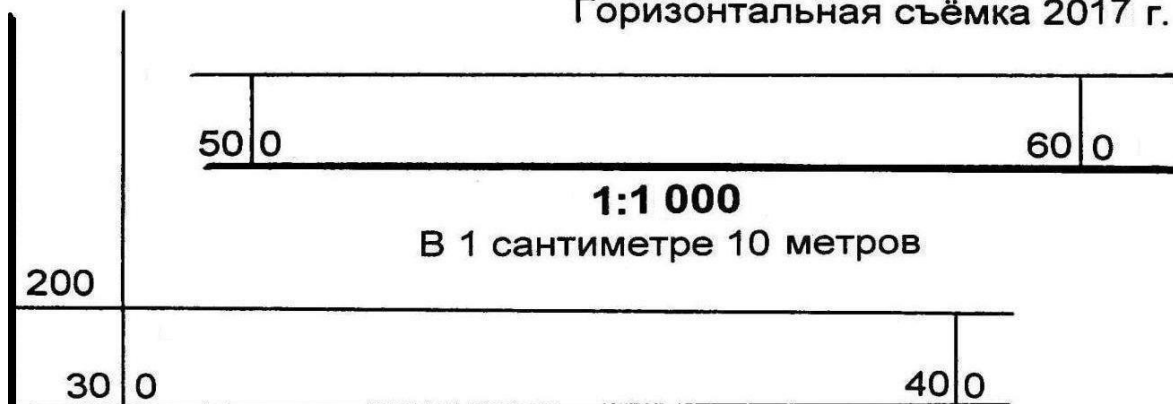 Горизонтальная съёмка 2017 г.
50 0 60 0
1:1 000
В 1 сантиметре 10 метров
200
30 0 40 0